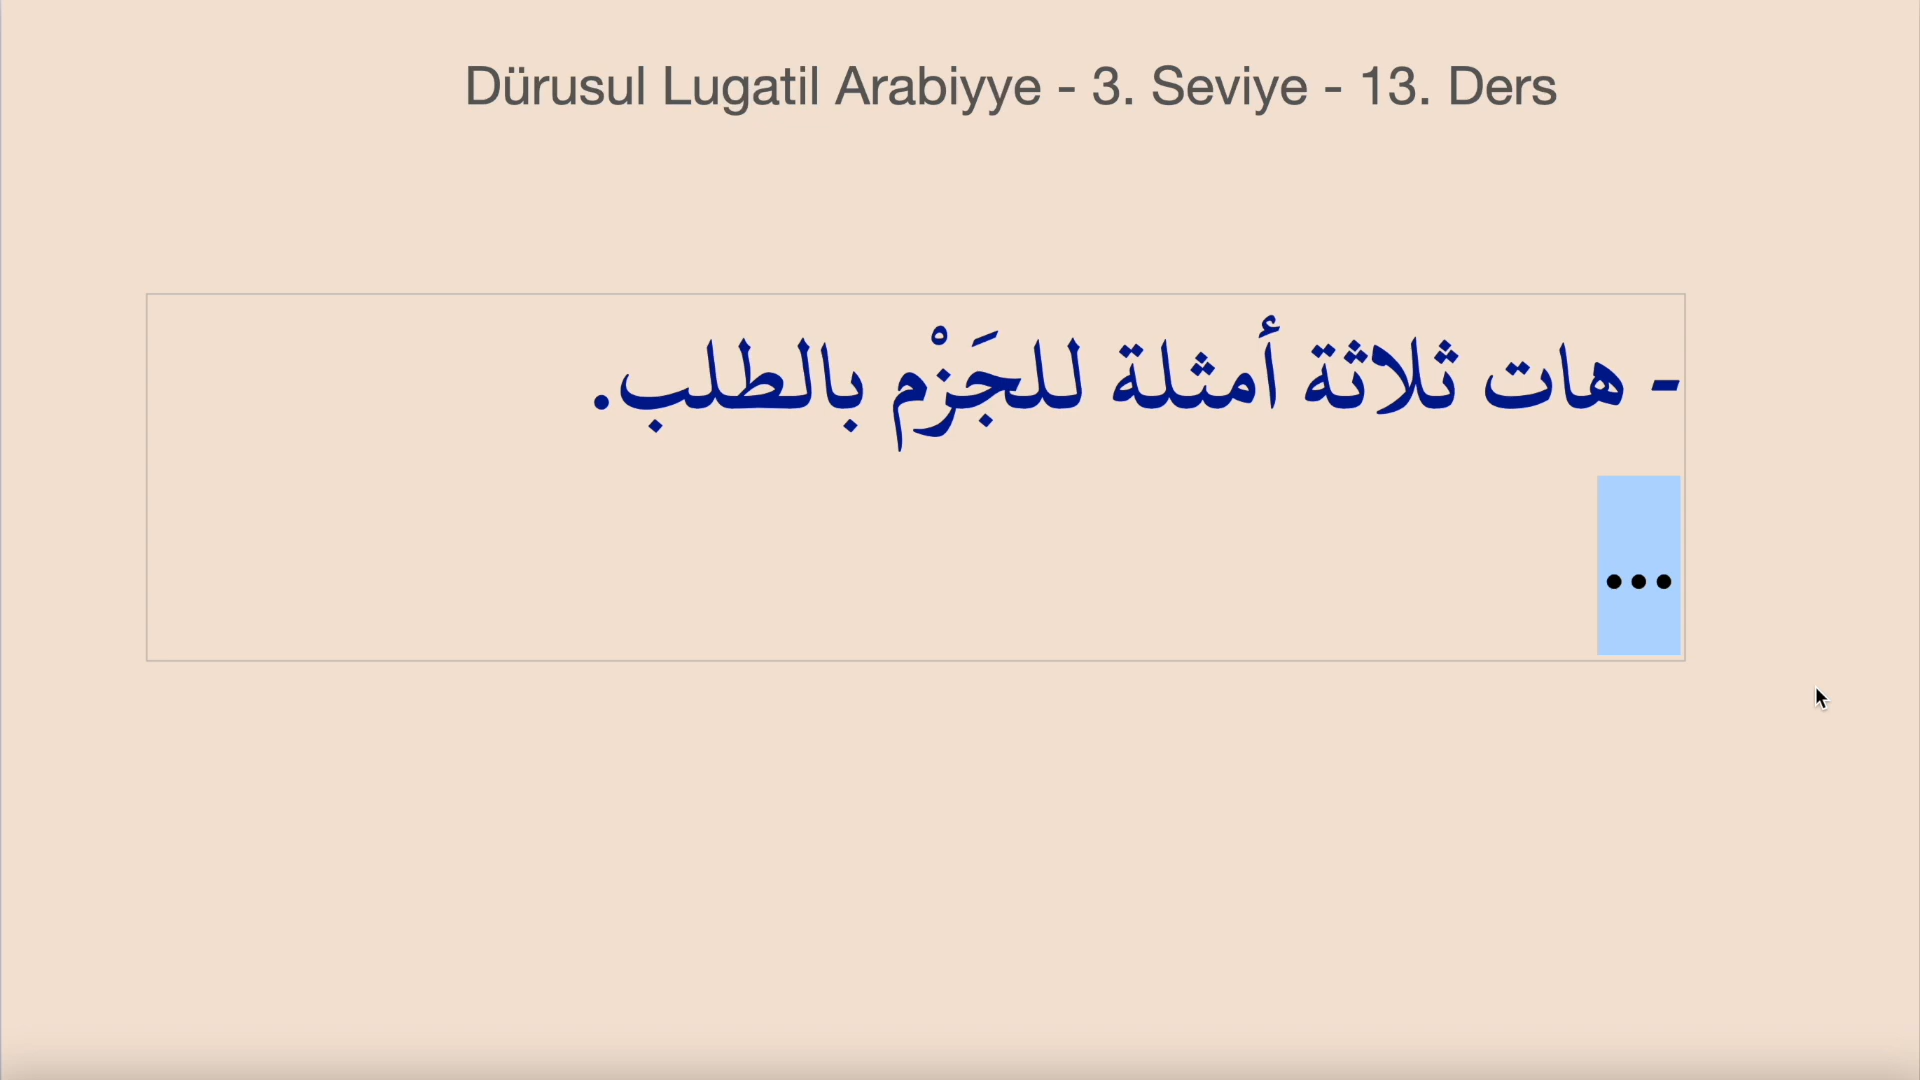 Dürusul Lugatil Arabiyye - 3. Seviye - 13. Ders
- هات ثلاثة أمثلة للجَزْم بالطلب.
...